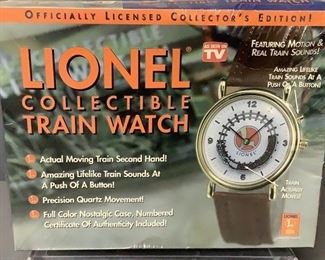 OFFICIALLY LICENSED COLLECTOR'S EDITION!
LIONEL®
COLLECTIBLE
TRAIN WATCH
AS SEEN ON
TV
FEATURING MOTION &
REAL TRAIN SOUNDS!
AMAZING LIFELIKE
TRAIN SOUNDS AT A
PUSH OF A BUTTON!
Actual Moving Train Second Hand!
Amazing Lifelike Train Sounds At
A Push Of A Button!
Precision Quartz Movement!
Full Color Nostalgic Case, Numbered
Certificate Of Authenticity Included!
12
LIONEL
TRAIN
ACTUALLY
MOVES!
LIONEL